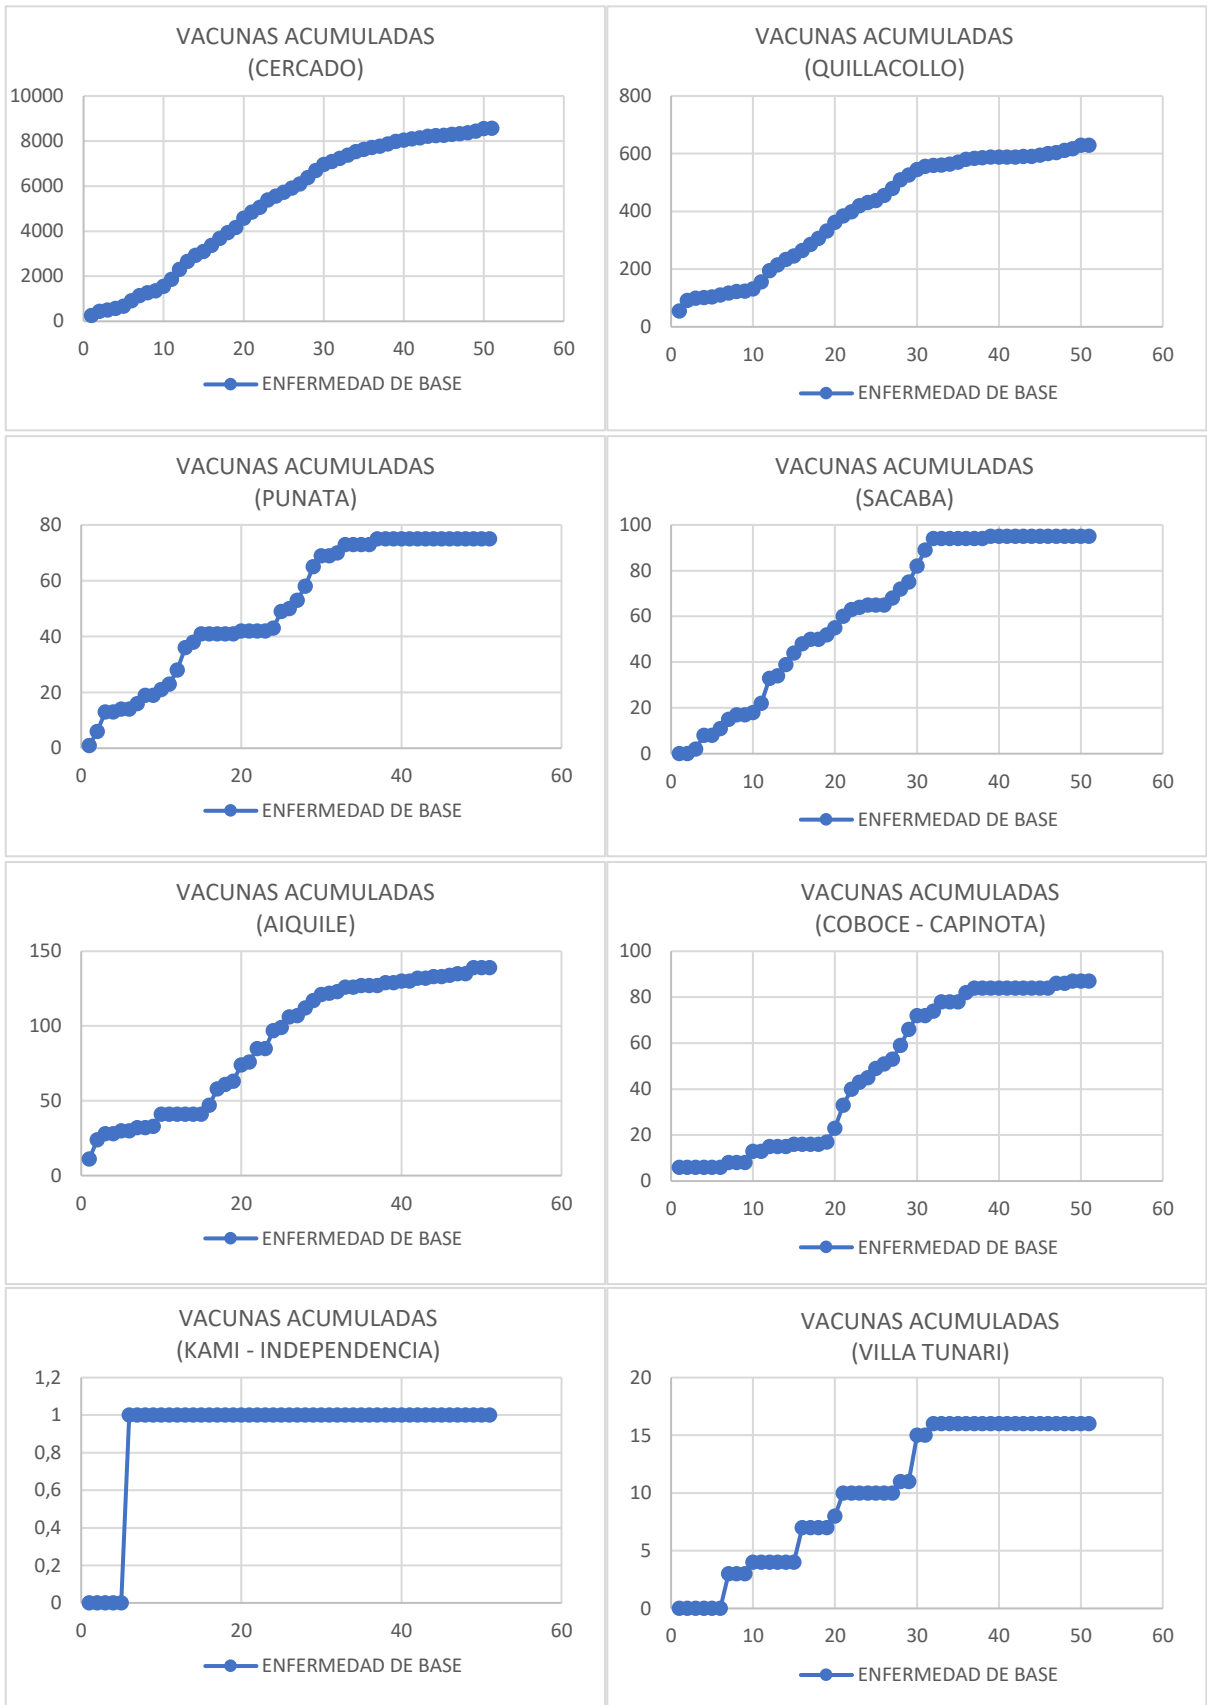 VACUNAS ACUMULADAS
(CERCADO)
10000
8000
6000
4000
2000
0
0 10 20 30 40 50 60
ENFERMEDAD DE BASE
VACUNAS ACUMULADAS
(QUILLACOLLO)
800
600
400
200
0
0 10 20 30 40 50 60
ENFERMEDAD DE BASE
VACUNAS ACUMULADAS
(PUNATA)
80
60
40
20
0
0 20 40 60
ENFERMEDAD DE BASE
VACUNAS ACUMULADAS
(SACABA)
100
80
60
40
20
0
0 10 20 30 40 50 60
ENFERMEDAD DE BASE
VACUNAS ACUMULADAS
(AIQUILE)
150
100
50
0
0 20 40 60
ENFERMEDAD DE BASE
VACUNAS ACUMULADAS
(COBOCE - CAPINOTA)
100
80
60
40
20
0
0 10 20 30 40 50 60
ENFERMEDAD DE BASE
VACUNAS ACUMULADAS
(KAMI - INDEPENDENCIA)
1,2
1
0,8
0,6
0,4
0,2
0
0 20 40 60
ENFERMEDAD DE BASE
VACUNAS ACUMULADAS
(VILLA TUNARI)
20
15
10
5
0
0 10 20 30 40 50 60
ENFERMEDAD DE BASE